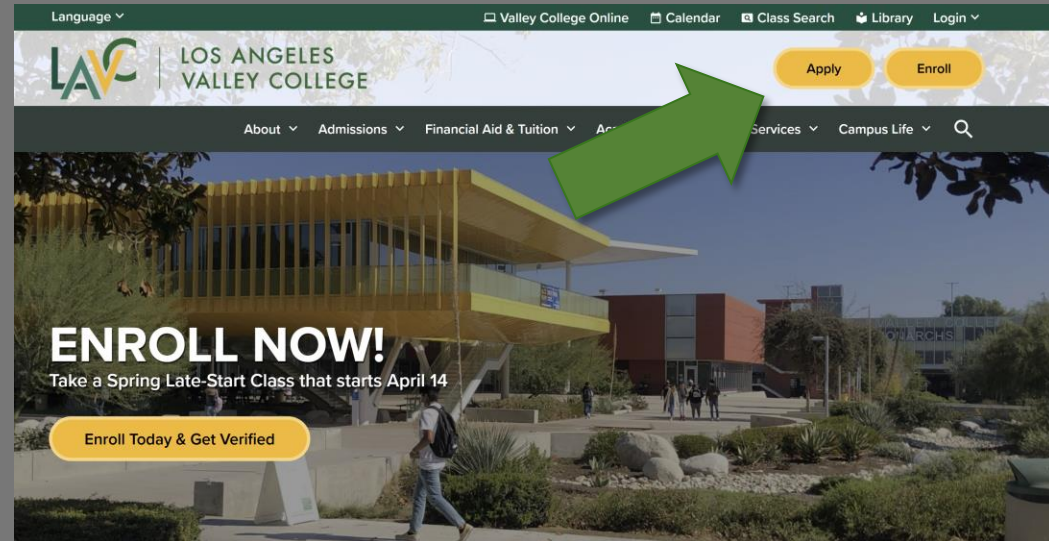 Language
Valley College Online Calendar Class Search Library Login
LAVC LOS ANGELES
VALLEY COLLEGE
Apply Enroll
About Admissions Financial Aid & Tuition Services Campus Life
ENROLL NOW!
Take a Spring Late-Start Class that starts April 14
Enroll Today & Get Verified